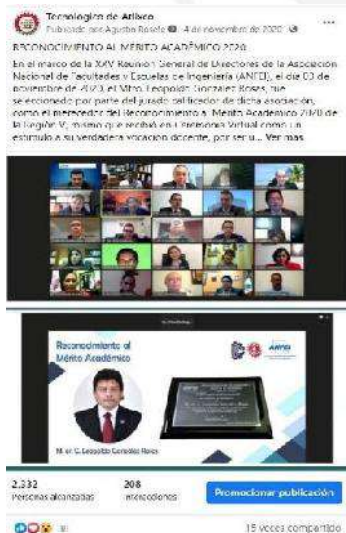 Tecnologico de Atlixco
Publicado por Agustin Rosete
4 de noviembre de 2020
RECONOCIMIENTO AL MÉRITO ACADÉMICO 2020
En el marco de la XXV Reunión General de Directores de la Asociación
Nacional de Facultades y Escuelas de Ingeniería (ANFEI), el día 03 de
noviembre de 2020, el Mtro. Leopoldo González Rosas, fue
seleccionado por parte del jurado calificador de dicha asociación,
como el merecedor del Reconocimiento al Mérito Académico 2020 de
la Región V, mismo que recibió en Ceremonia Virtual como un
estímulo a su verdadera vocación docente, por ser u... Ver más
Reconocimiento al
Mérito Académico
ANFEI
M. en C. Leopoldo González Rosas
2,332
Personas alcanzadas
208
Interacciones
Promocionar publicación
15 veces compartido